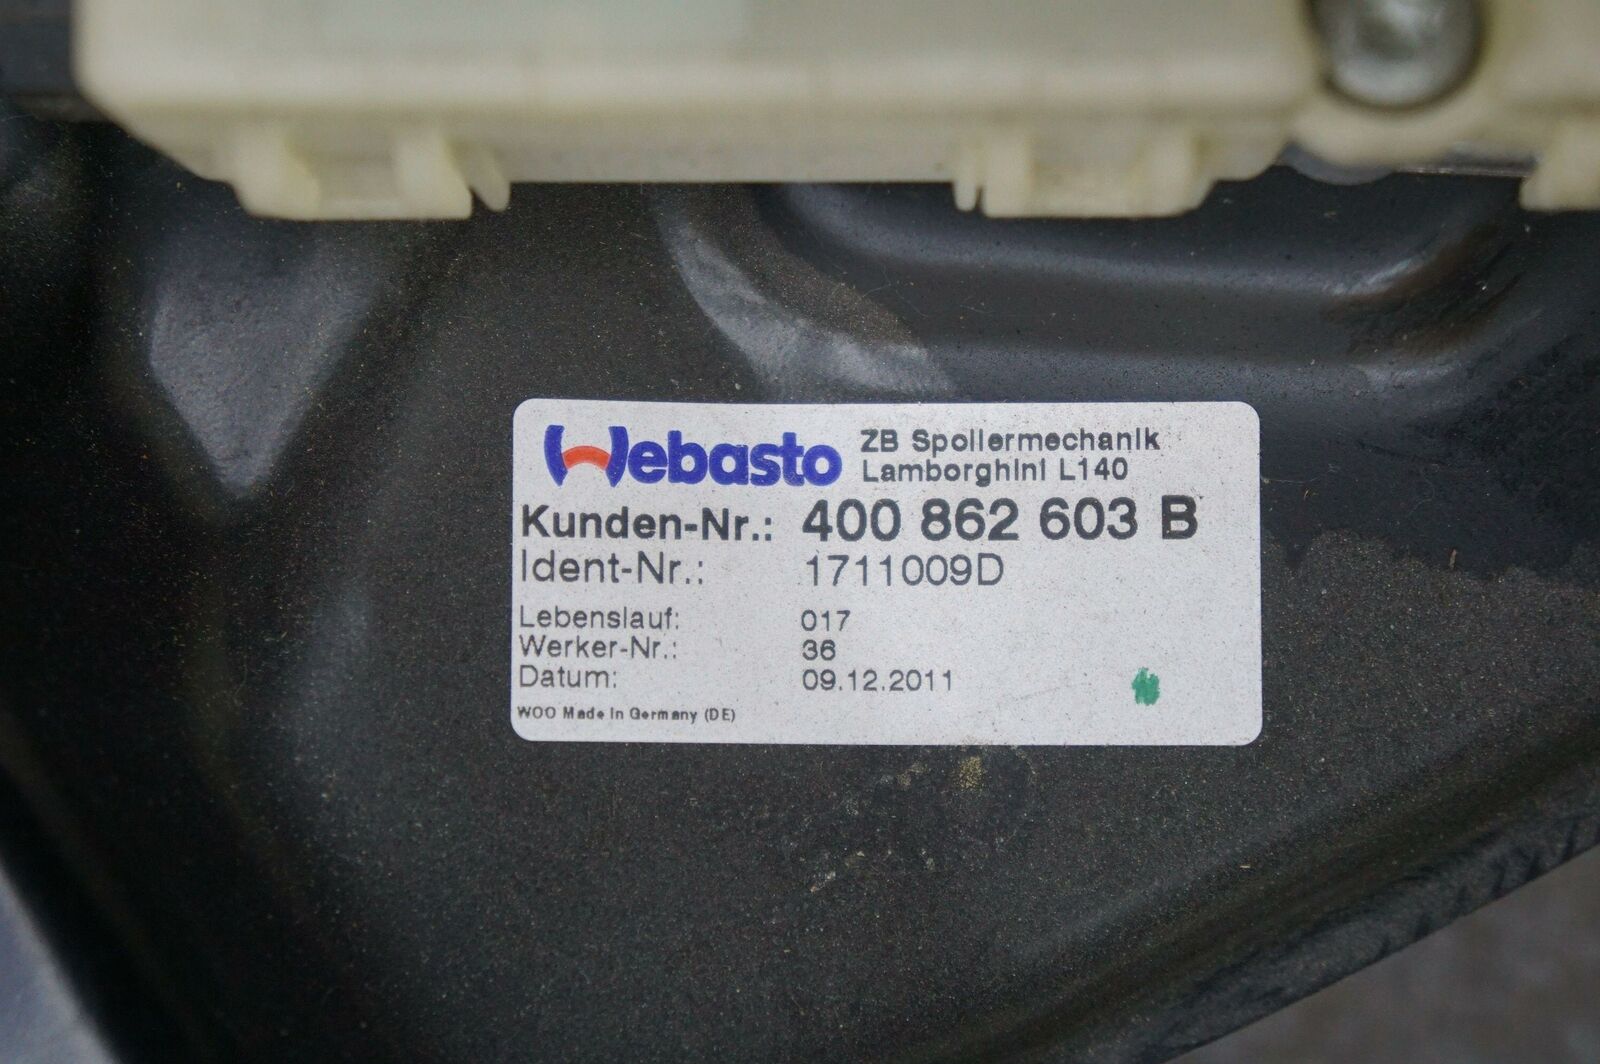 Webasto ZB Spoilermechanik
Lamborghini L140
Kunden-Nr.: 400 862 603 B
Ident-Nr.: 1711009D
Lebenslauf: 017
Werker-Nr.: 36
Datum: 09.12.2011
WOO Made in Germany (DE)